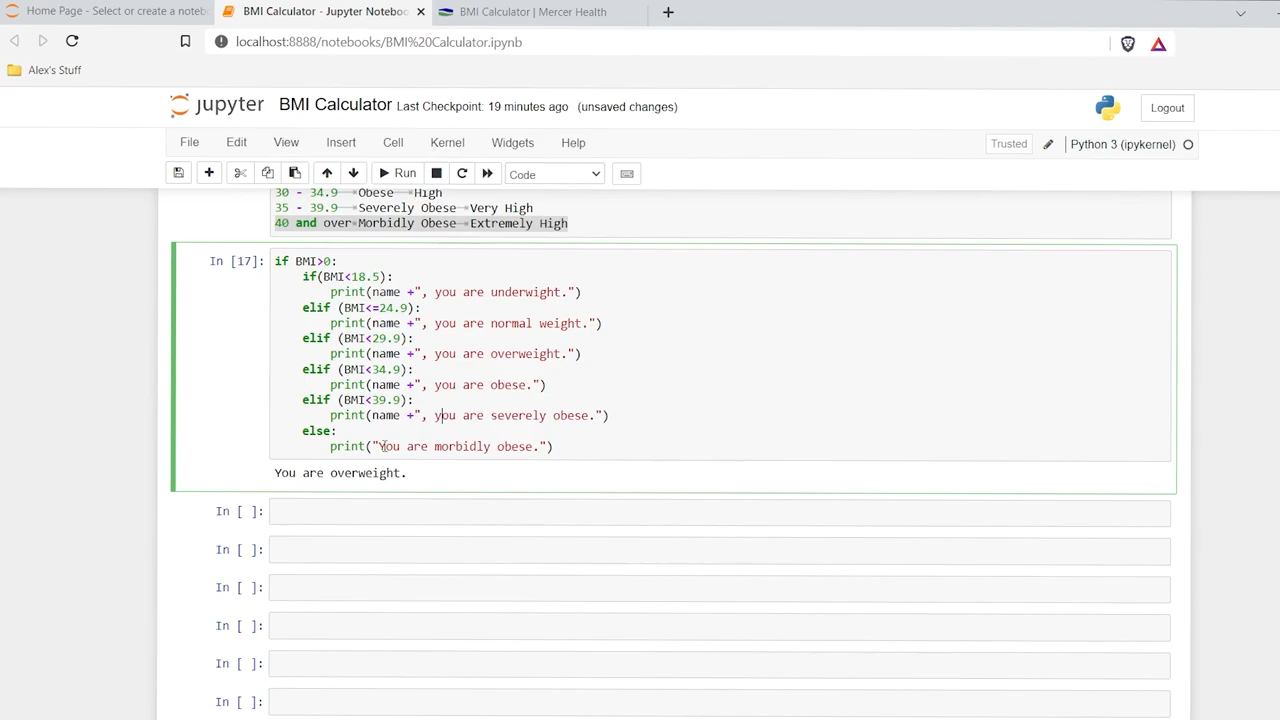 Home Page - Select or create a noteb
BMI Calculator - Jupyter Noteboo
BMI Calculator | Mercer Health
localhost:8888/notebooks/BMI%20Calculator.ipynb
Alex's Stuff
jupyter BMI Calculator Last Checkpoint: 19 minutes ago (unsaved changes)
Logout
File Edit View Insert Cell Kernel Widgets Help
Trusted Python 3 (ipykernel)
Run Code
30 - 34.9 Obese High
35 - 39.9 Severely Obese Very High
40 and over Morbidly Obese Extremely High
In [17]: if BMI>0:
if(BMI<18.5):
print(name +", you are underwight.")
elif (BMI<=24.9):
print(name +", you are normal weight.")
elif (BMI<29.9):
print(name +", you are overweight.")
elif (BMI<34.9):
print(name +", you are obese.")
elif (BMI<39.9):
print(name +", you are severely obese.")
else:
print("You are morbidly obese.")
You are overweight.
In [ ]:
In [ ]:
In [ ]:
In [ ]:
In [ ]:
In [ ]: